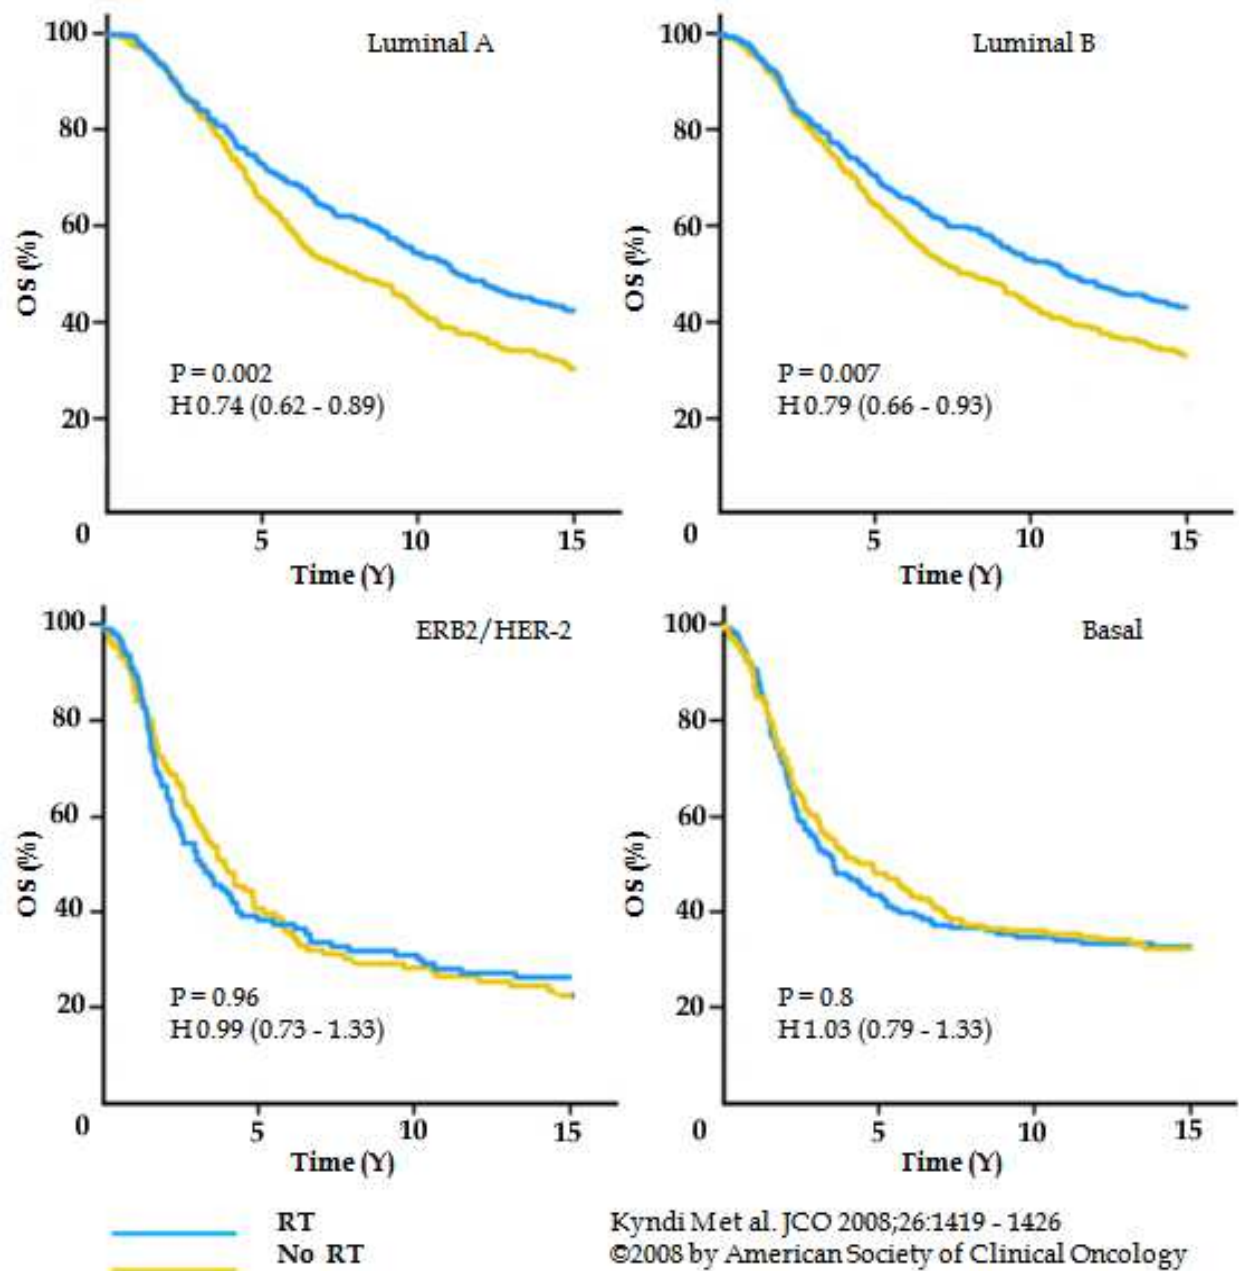 Luminal A
100
80
60
40
20
0
OS (%)
P = 0.002
H 0.74 (0.62 - 0.89)
5 10 15
Time (Y)
Luminal B
100
80
60
40
20
0
OS (%)
P = 0.007
H 0.79 (0.66 - 0.93)
5 10 15
Time (Y)
ERB2/HER-2
100
80
60
40
20
0
OS (%)
P = 0.96
H 0.99 (0.73 - 1.33)
5 10 15
Time (Y)
Basal
100
80
60
40
20
0
OS (%)
P = 0.8
H 1.03 (0.79 - 1.33)
5 10 15
Time (Y)
RT
No RT
Kyndi M et al. JCO 2008;26:1419 - 1426
©2008 by American Society of Clinical Oncology